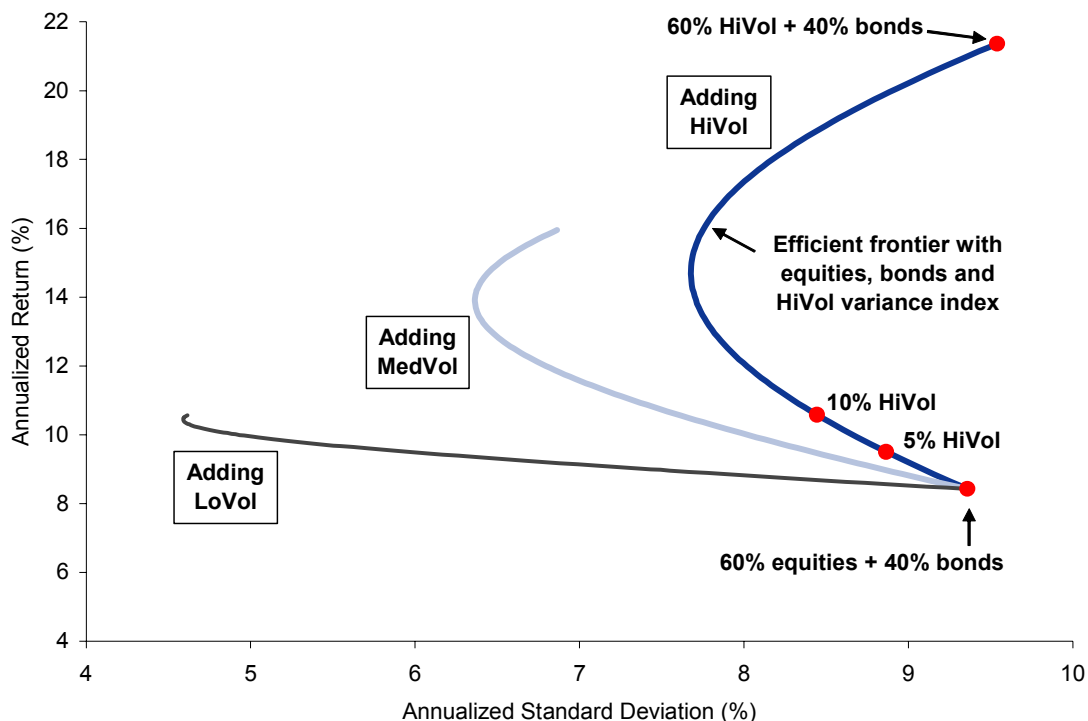 22
20
18
16
14
12
10
8
6
4
Annualized Return (%)
60% HiVol + 40% bonds
Adding
HiVol
Efficient frontier with
equities, bonds and
HiVol variance index
Adding
MedVol
10% HiVol
5% HiVol
Adding
LoVol
60% equities + 40% bonds
4 5 6 7 8 9 10
Annualized Standard Deviation (%)